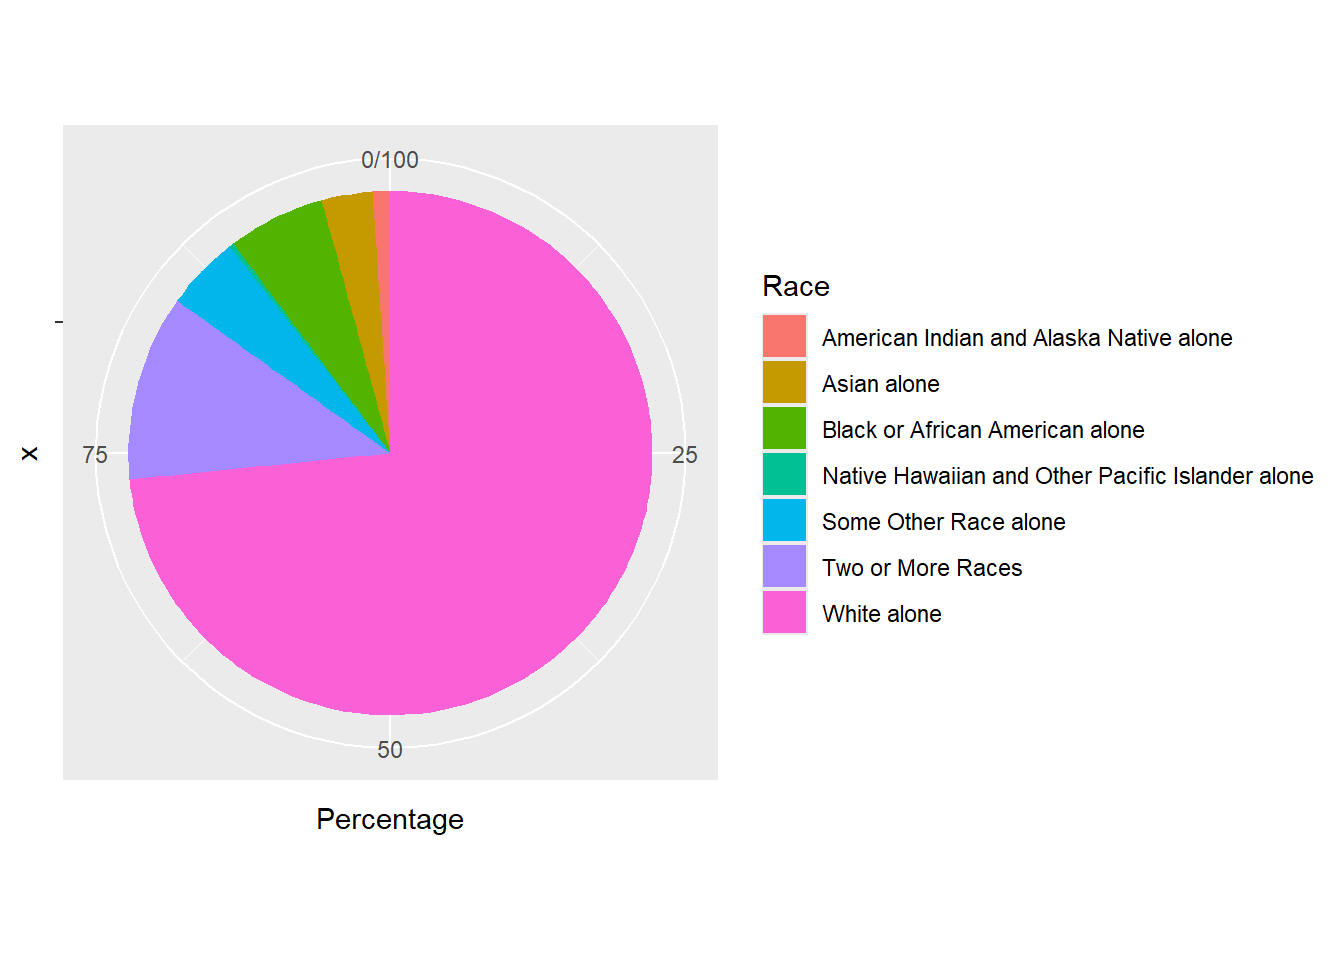 0/100
25
50
75
x
Percentage
Race
American Indian and Alaska Native alone
Asian alone
Black or African American alone
Native Hawaiian and Other Pacific Islander alone
Some Other Race alone
Two or More Races
White alone